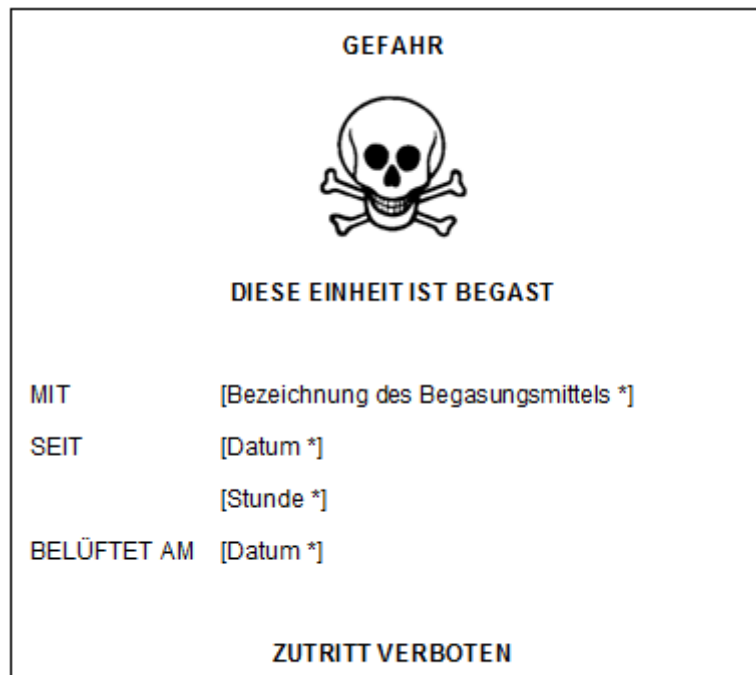 GEFAHR
DIESE EINHEIT IST BEGAST
MIT [Bezeichnung des Begasungsmittels *]
SEIT [Datum *]
[Stunde *]
BELÜFTET AM [Datum *]
ZUTRITT VERBOTEN